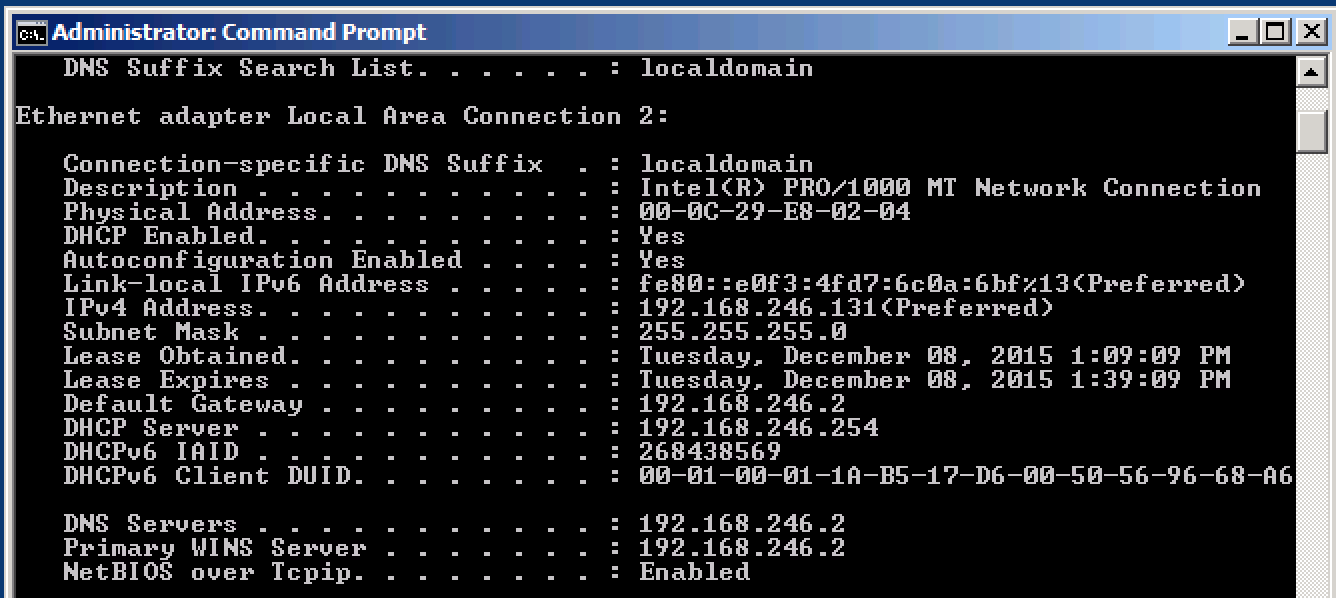 Administrator: Command Prompt
DNS Suffix Search List. . . . . . : localdomain
Ethernet adapter Local Area Connection 2:
Connection-specific DNS Suffix  . : localdomain
Description . . . . . . . . . . . : Intel(R) PRO/1000 MT Network Connection
Physical Address. . . . . . . . . : 00-0C-29-E8-02-04
DHCP Enabled. . . . . . . . . . . : Yes
Autoconfiguration Enabled . . . . : Yes
Link-local IPv6 Address . . . . . : fe80::e0f3:4fd7:6c0a:6bf%13(Preferred)
IPv4 Address. . . . . . . . . . . : 192.168.246.131(Preferred)
Subnet Mask . . . . . . . . . . . : 255.255.255.0
Lease Obtained. . . . . . . . . . : Tuesday, December 08, 2015 1:09:09 PM
Lease Expires . . . . . . . . . . : Tuesday, December 08, 2015 1:39:09 PM
Default Gateway . . . . . . . . . : 192.168.246.2
DHCP Server . . . . . . . . . . . : 192.168.246.254
DHCPv6 IAID . . . . . . . . . . . : 268438569
DHCPv6 Client DUID. . . . . . . . : 00-01-00-01-1A-B5-17-D6-00-50-56-96-68-A6
DNS Servers . . . . . . . . . . . : 192.168.246.2
Primary WINS Server . . . . . . . : 192.168.246.2
NetBIOS over Tcpip. . . . . . . . : Enabled